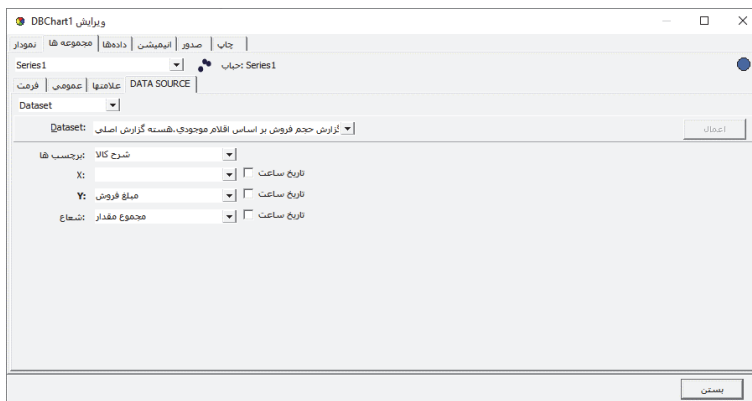 ویرایش DBChart1
نمودار مجموعه ها داده‌ها انیمیشن صدور چاپ
Series1 حباب: Series1
فرمت عمومی علامتها DATA SOURCE
Dataset
Dataset: گزارش حجم فروش بر اساس اقلام موجودی،هسته گزارش اصلی اعمال
برچسب ها: شرح کالا
X: تاریخ ساعت
Y: مبلغ فروش تاریخ ساعت
شعاع: مجموع مقدار تاریخ ساعت
بستن